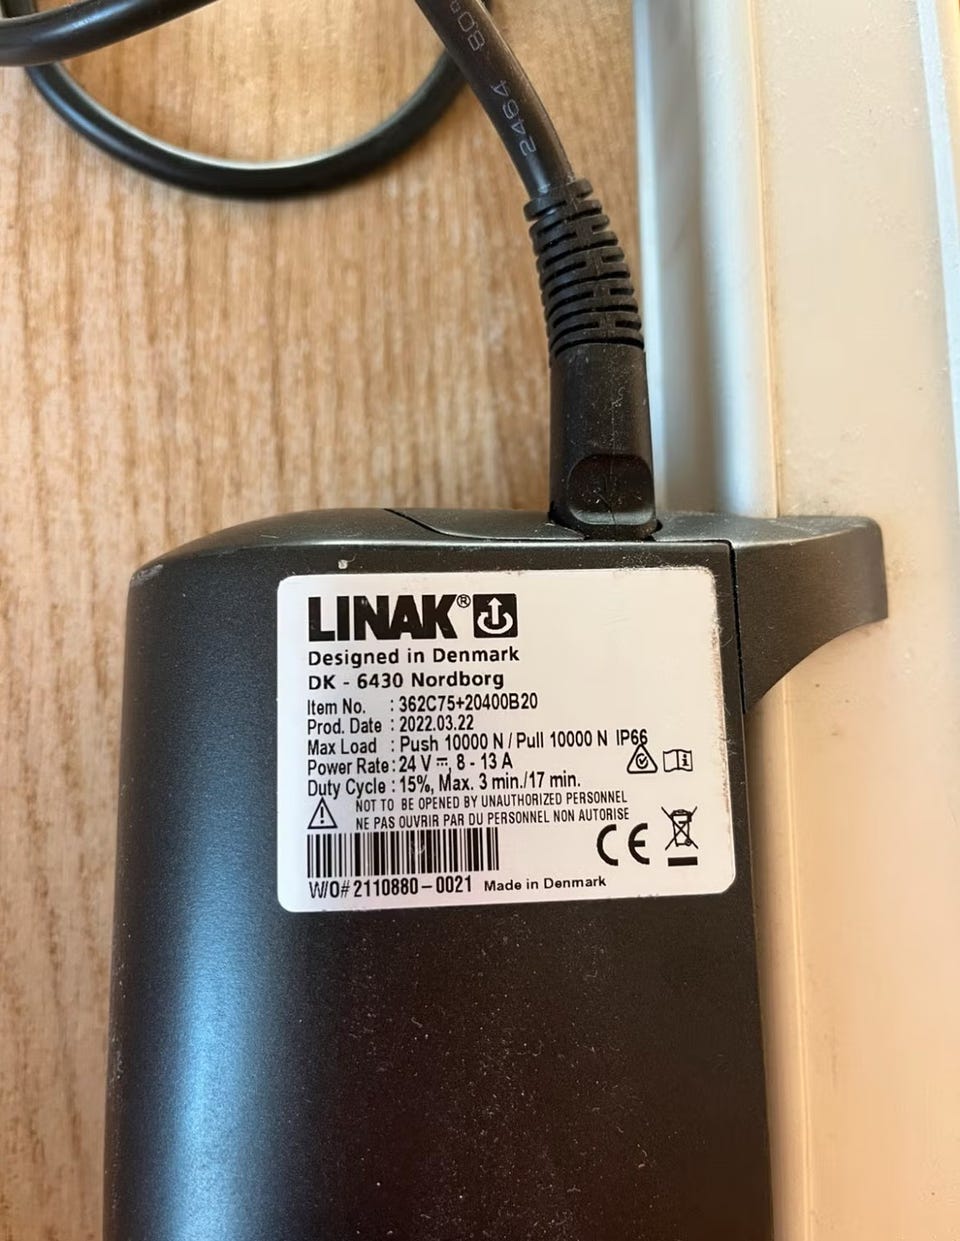 80°
2464
LINAK®
Designed in Denmark
DK - 6430 Nordborg
Item No. : 362C75+20400B20
Prod. Date : 2022.03.22
Max Load : Push 10000 N / Pull 10000 N IP66
Power Rate : 24 V ⎓, 8 - 13 A
Duty Cycle : 15%, Max. 3 min./17 min.
NOT TO BE OPENED BY UNAUTHORIZED PERSONNEL
NE PAS OUVRIR PAR DU PERSONNEL NON AUTORISE
CE
W/O# 2110880-0021 Made in Denmark